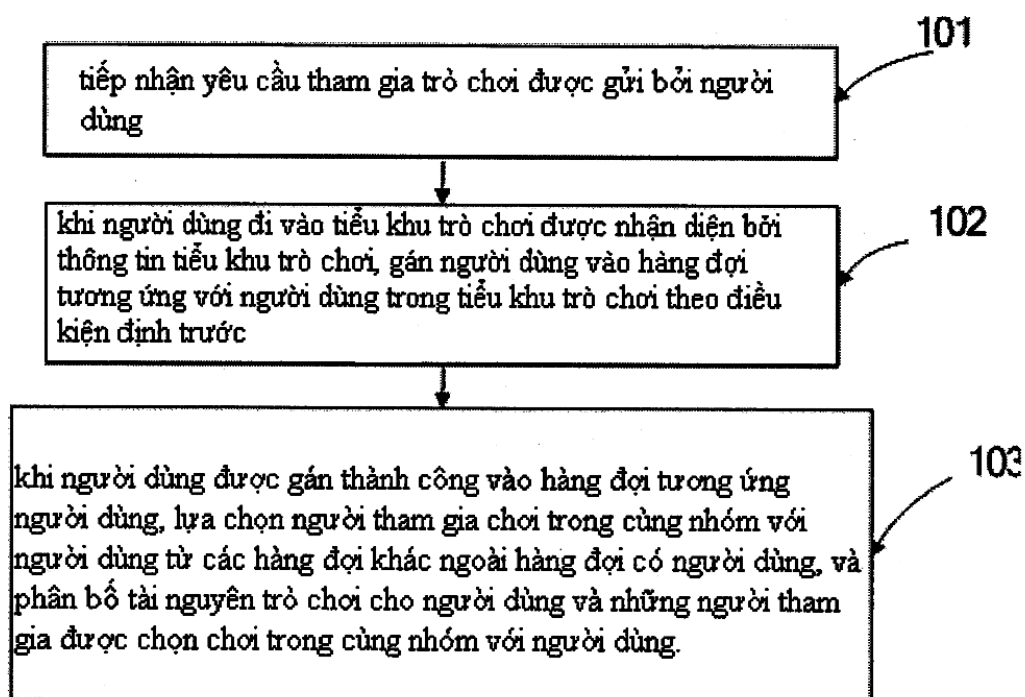 101
tiếp nhận yêu cầu tham gia trò chơi được gửi bởi người
dùng
102
khi người dùng đi vào tiểu khu trò chơi được nhận diện bởi
thông tin tiểu khu trò chơi, gán người dùng vào hàng đợi
tương ứng với người dùng trong tiểu khu trò chơi theo điều
kiện định trước
103
khi người dùng được gán thành công vào hàng đợi tương ứng
người dùng, lựa chọn người tham gia chơi trong cùng nhóm với
người dùng từ các hàng đợi khác ngoài hàng đợi có người dùng, và
phân bố tài nguyên trò chơi cho người dùng và những người tham
gia được chọn chơi trong cùng nhóm với người dùng.